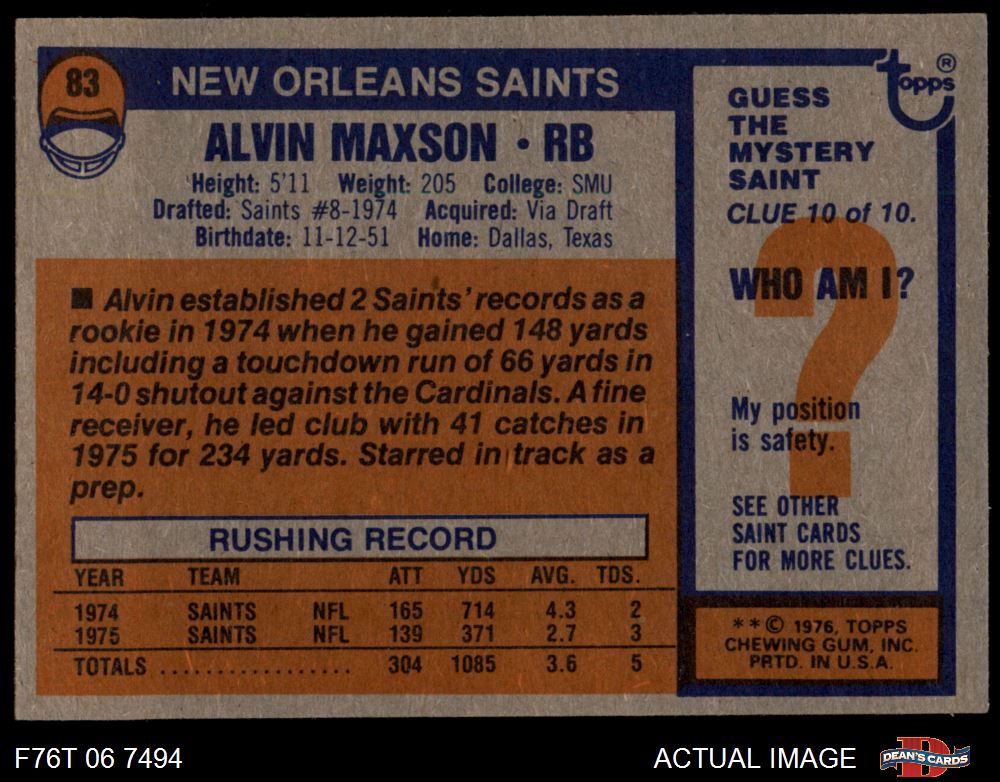 83
NEW ORLEANS SAINTS
ALVIN MAXSON • RB
Height: 5'11 Weight: 205 College: SMU
Drafted: Saints #8-1974 Acquired: Via Draft
Birthdate: 11-12-51 Home: Dallas, Texas
■ Alvin established 2 Saints' records as a
rookie in 1974 when he gained 148 yards
including a touchdown run of 66 yards in
14-0 shutout against the Cardinals. A fine
receiver, he led club with 41 catches in
1975 for 234 yards. Starred in track as a
prep.
RUSHING RECORD
YEAR TEAM ATT YDS AVG. TDS.
1974 SAINTS NFL 165 714 4.3 2
1975 SAINTS NFL 139 371 2.7 3
TOTALS .................. 304 1085 3.6 5
topps ®
GUESS
THE
MYSTERY
SAINT
CLUE 10 of 10.
?
WHO AM I?
My position
is safety.
SEE OTHER
SAINT CARDS
FOR MORE CLUES.
**© 1976, TOPPS
CHEWING GUM, INC.
PRTD. IN U.S.A.
F76T 06 7494
ACTUAL IMAGE
D
DEAN'S CARDS